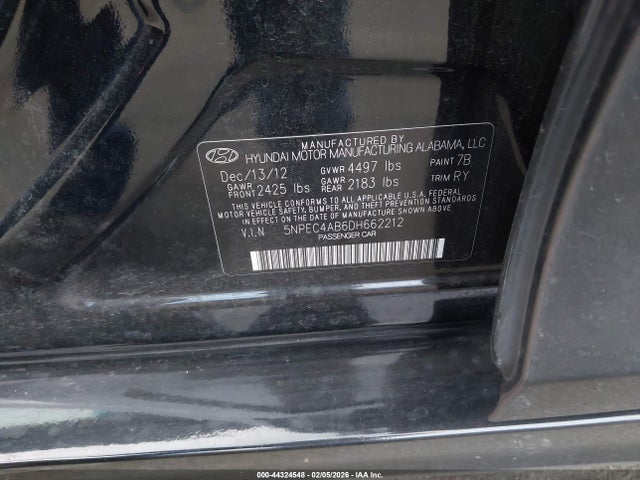 MANUFACTURED BY
HYUNDAI MOTOR MANUFACTURING ALABAMA, LLC
Dec/13/12 GVWR 4497 lbs PAINT 7B
GAWR FRONT 2425 lbs GAWR REAR 2183 lbs TRIM RY
THIS VEHICLE CONFORMS TO ALL APPLICABLE U.S.A. FEDERAL
MOTOR VEHICLE SAFETY, BUMPER, AND THEFT PREVENTION
STANDARDS IN EFFECT ON THE DATE OF MANUFACTURE SHOWN ABOVE.
V.I.N 5NPEC4AB6DH662212
PASSENGER CAR
000-44324548 - 02/05/2026 - © COPYRIGHT IAA, LLC